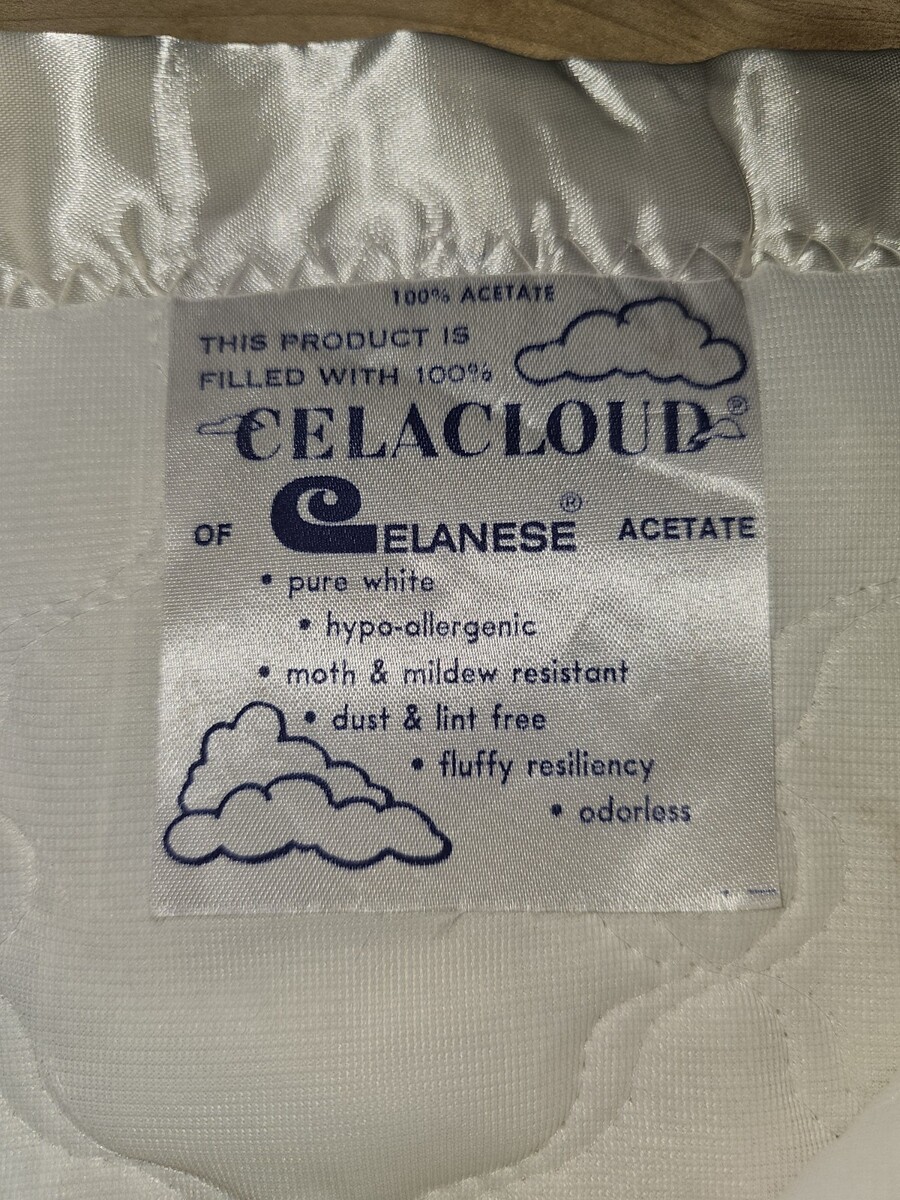 100% ACETATE
THIS PRODUCT IS
FILLED WITH 100%
CELACLOUD®
OF CELANESE® ACETATE
• pure white
• hypo-allergenic
• moth & mildew resistant
• dust & lint free
• fluffy resiliency
• odorless